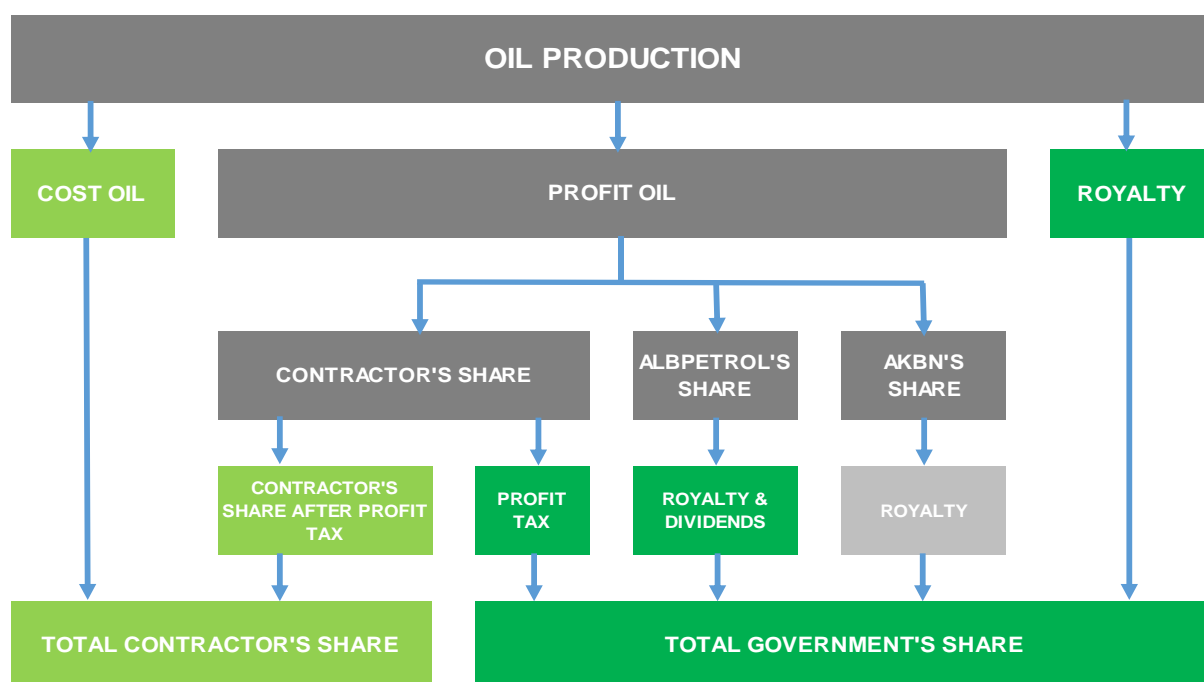 OIL PRODUCTION
COST OIL
PROFIT OIL
ROYALTY
CONTRACTOR'S SHARE
ALBPETROL'S
SHARE
AKBN'S
SHARE
CONTRACTOR'S
SHARE AFTER PROFIT
TAX
PROFIT
TAX
ROYALTY &
DIVIDENDS
ROYALTY
TOTAL CONTRACTOR'S SHARE
TOTAL GOVERNMENT'S SHARE